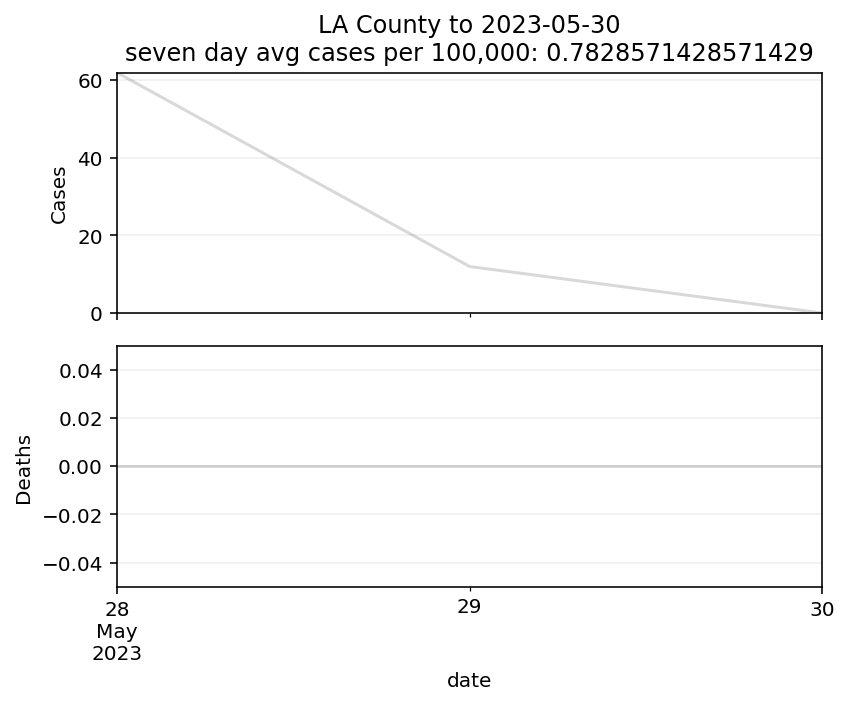 LA County to 2023-05-30
seven day avg cases per 100,000: 0.7828571428571429
60
40
20
0
Cases
0.04
0.02
0.00
−0.02
−0.04
Deaths
28 29 30
May
2023
date